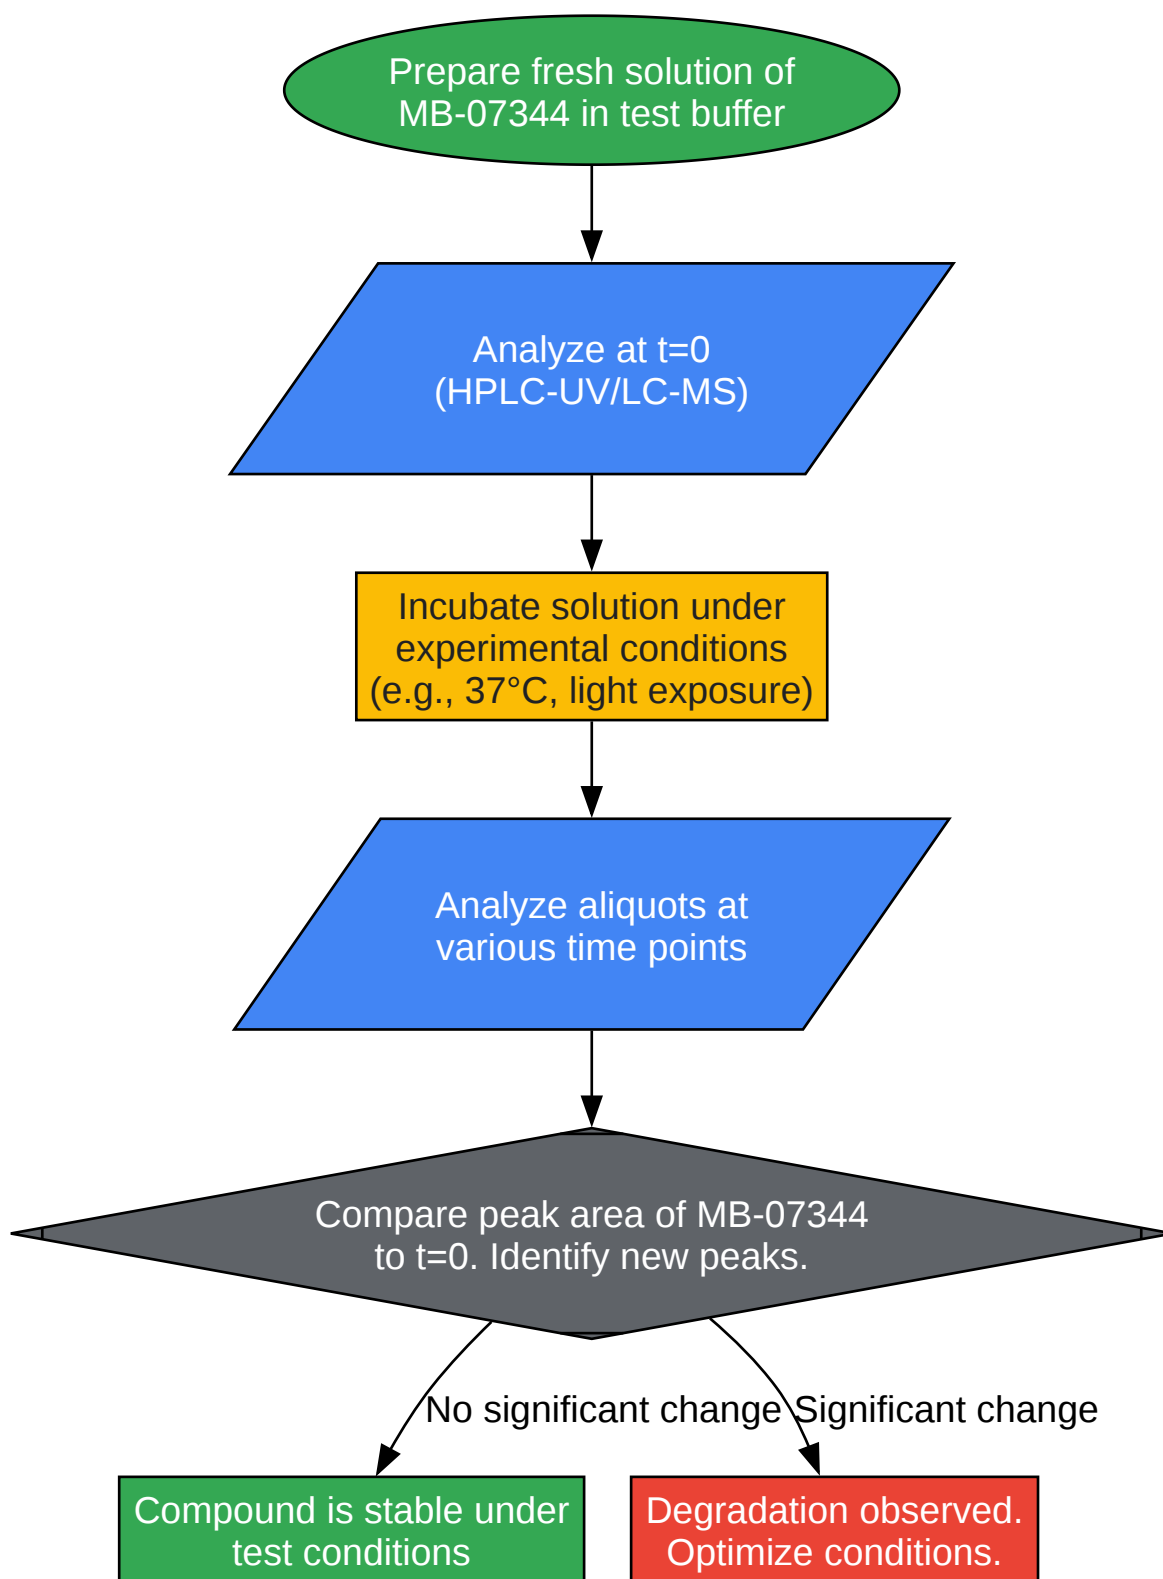 Prepare fresh solution of
MB-07344 in test buffer
Analyze at t=0
(HPLC-UV/LC-MS)
Incubate solution under
experimental conditions
(e.g., 37°C, light exposure)
Analyze aliquots at
various time points
Compare peak area of MB-07344
to t=0. Identify new peaks.
No significant change
Significant change
Compound is stable under
test conditions
Degradation observed.
Optimize conditions.